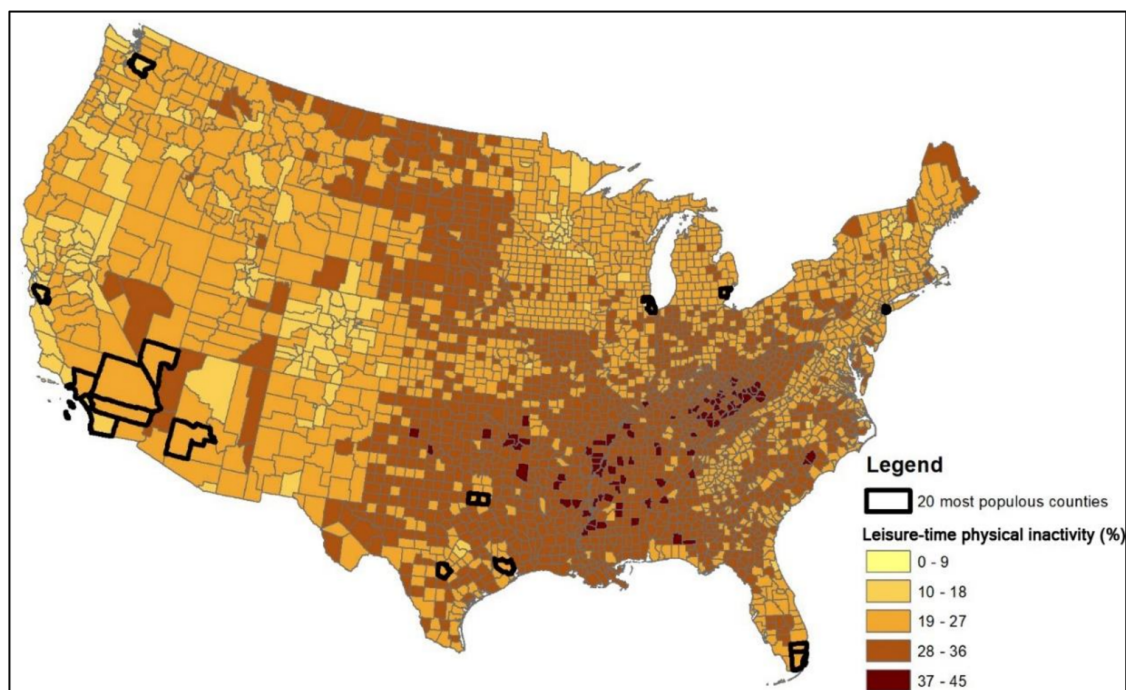 Legend
20 most populous counties
Leisure-time physical inactivity (%)
0 - 9
10 - 18
19 - 27
28 - 36
37 - 45